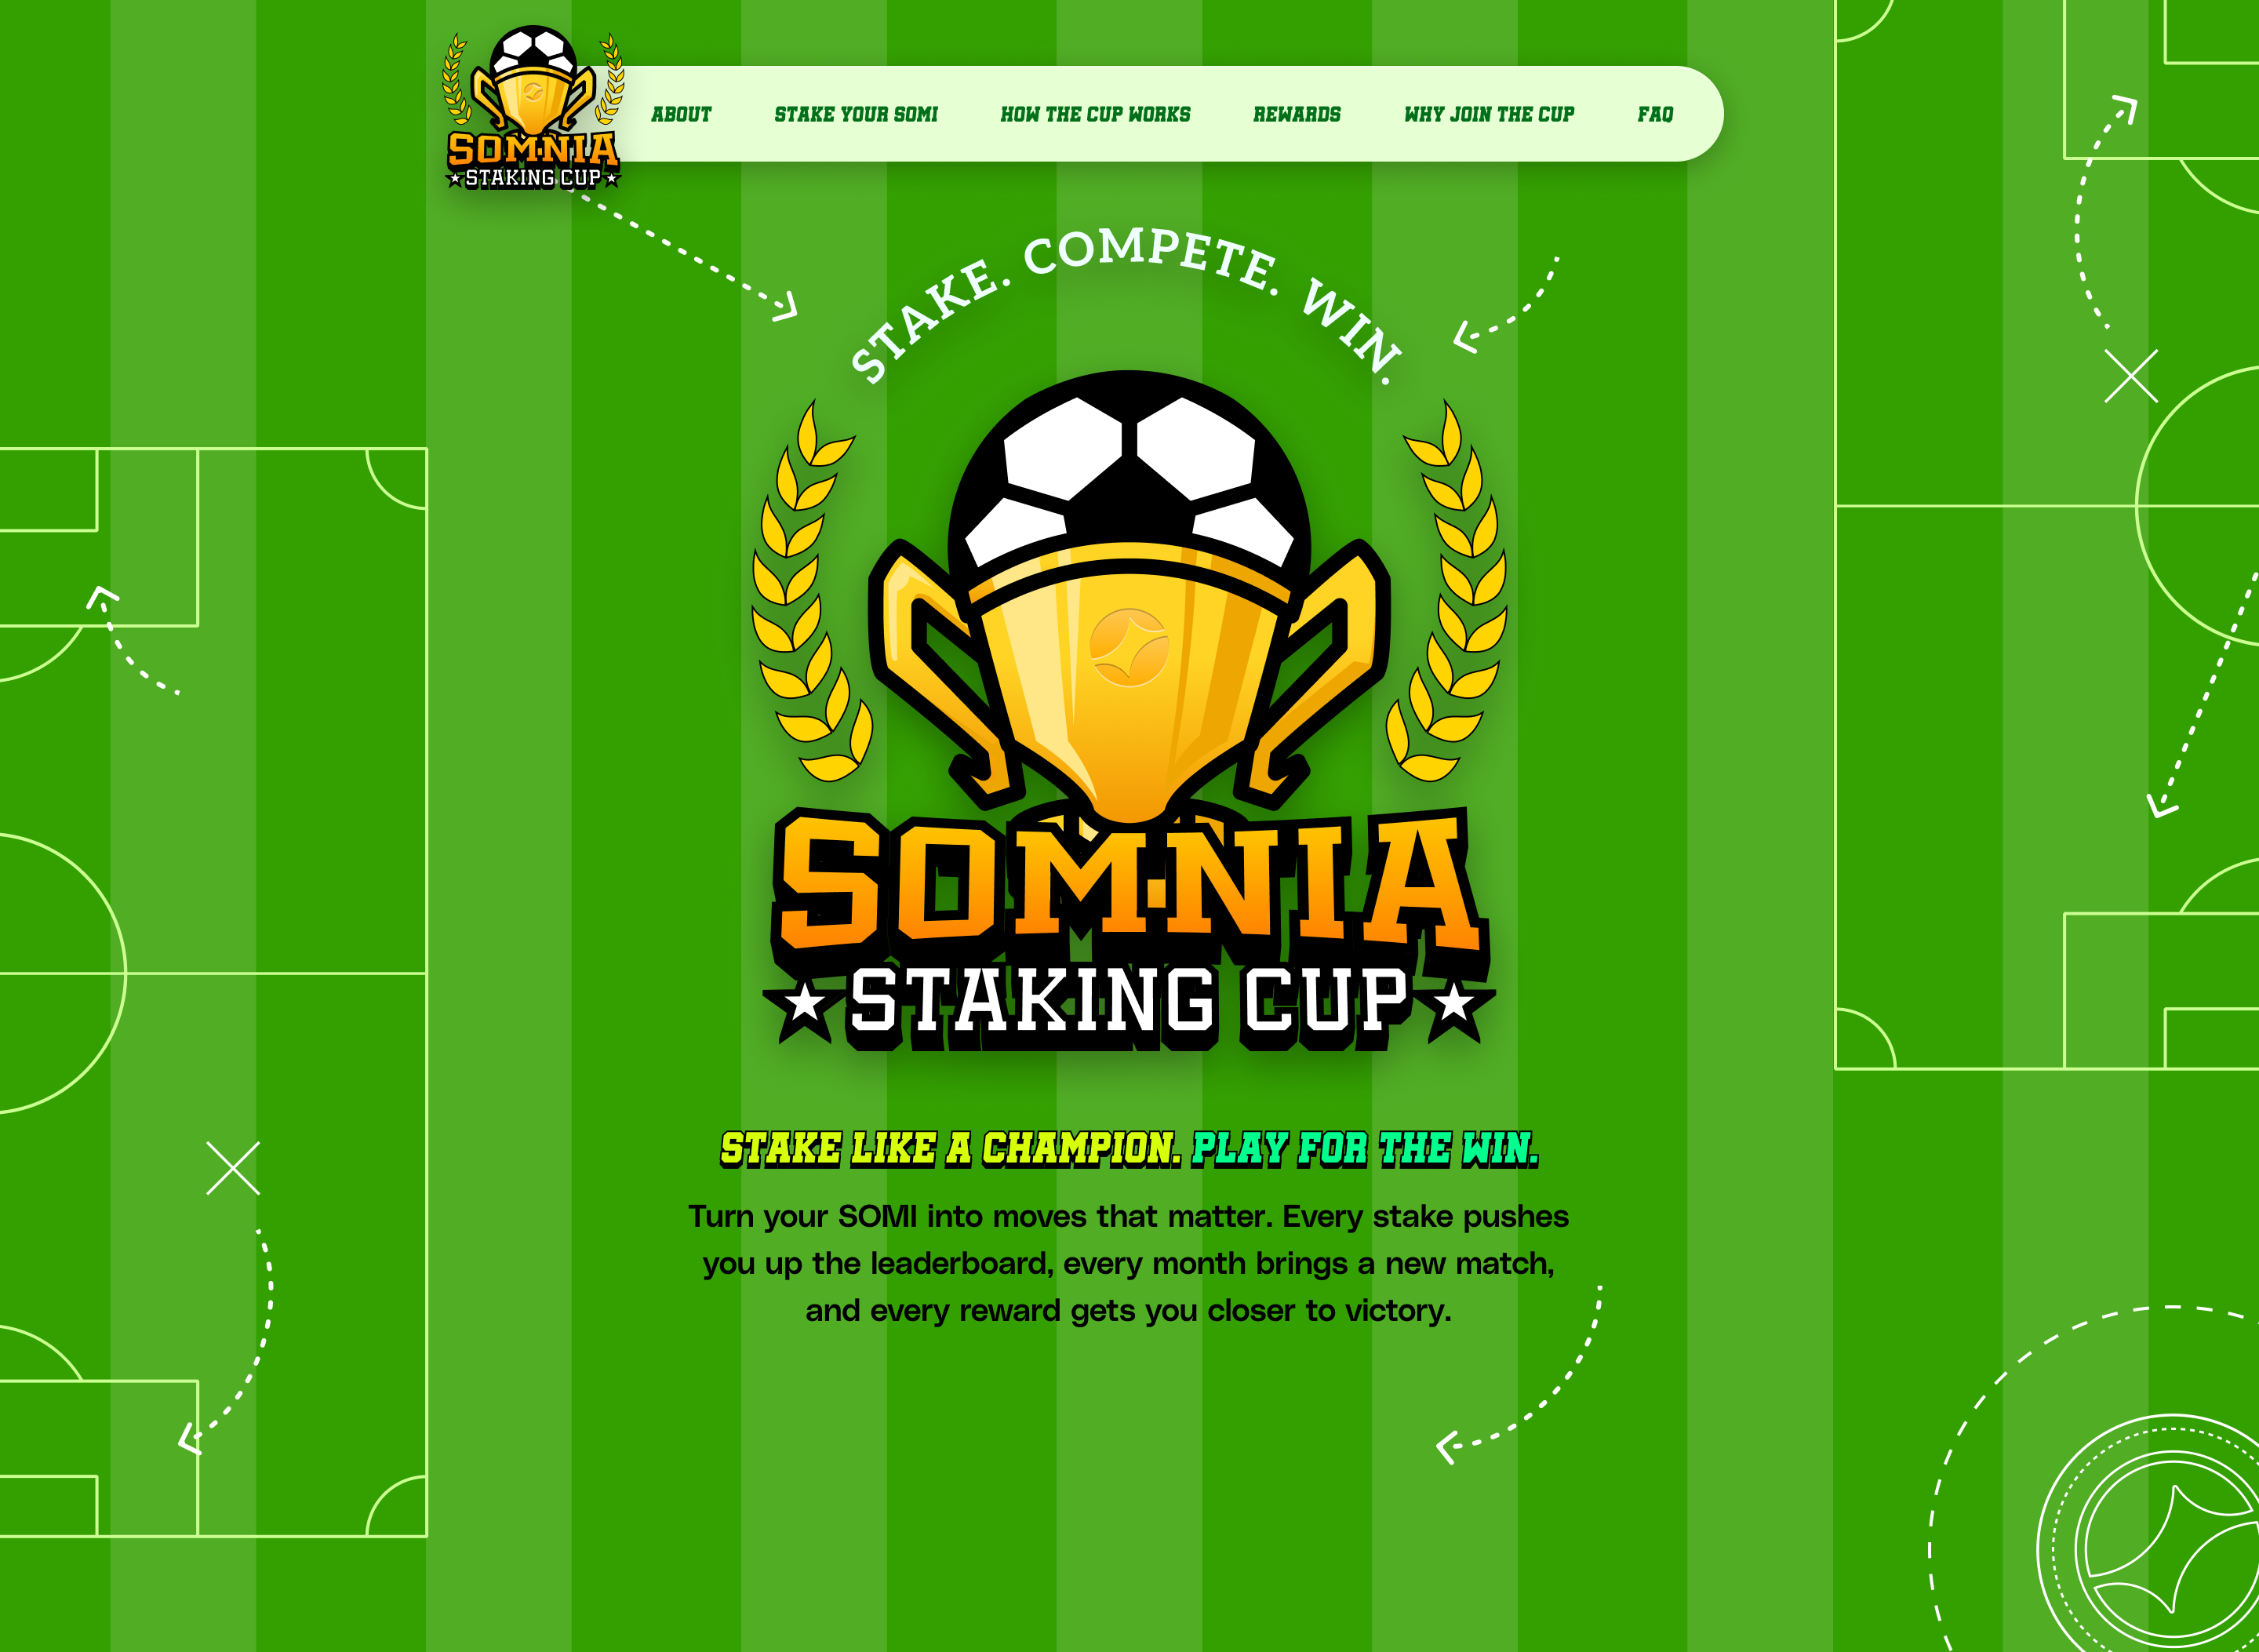 SOMNIA
STAKING CUP
ABOUT
STAKE YOUR SOMI
HOW THE CUP WORKS
REWARDS
WHY JOIN THE CUP
FAQ
STAKE. COMPETE. WIN.
SOMNIA
STAKING CUP
STAKE LIKE A CHAMPION. PLAY FOR THE WIN.
Turn your SOMI into moves that matter. Every stake pushes
you up the leaderboard, every month brings a new match,
and every reward gets you closer to victory.